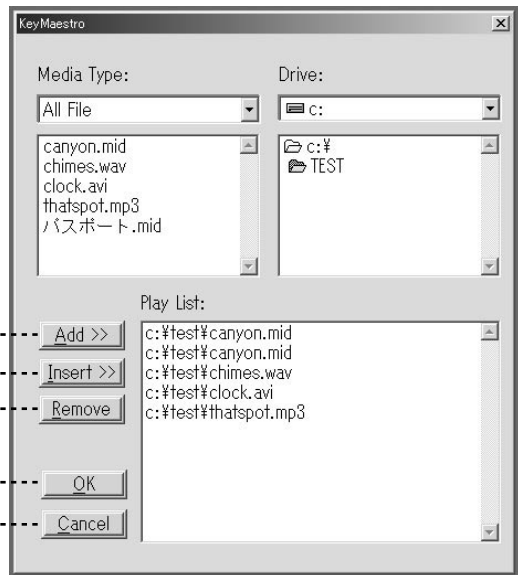 KeyMaestro
Media Type:
Drive:
All File
c:
canyon.mid
chimes.wav
clock.avi
thatspot.mp3
パスポート.mid
c:¥
TEST
Play List:
Add >>
Insert >>
Remove
OK
Cancel
c:¥test¥canyon.mid
c:¥test¥canyon.mid
c:¥test¥chimes.wav
c:¥test¥clock.avi
c:¥test¥thatspot.mp3